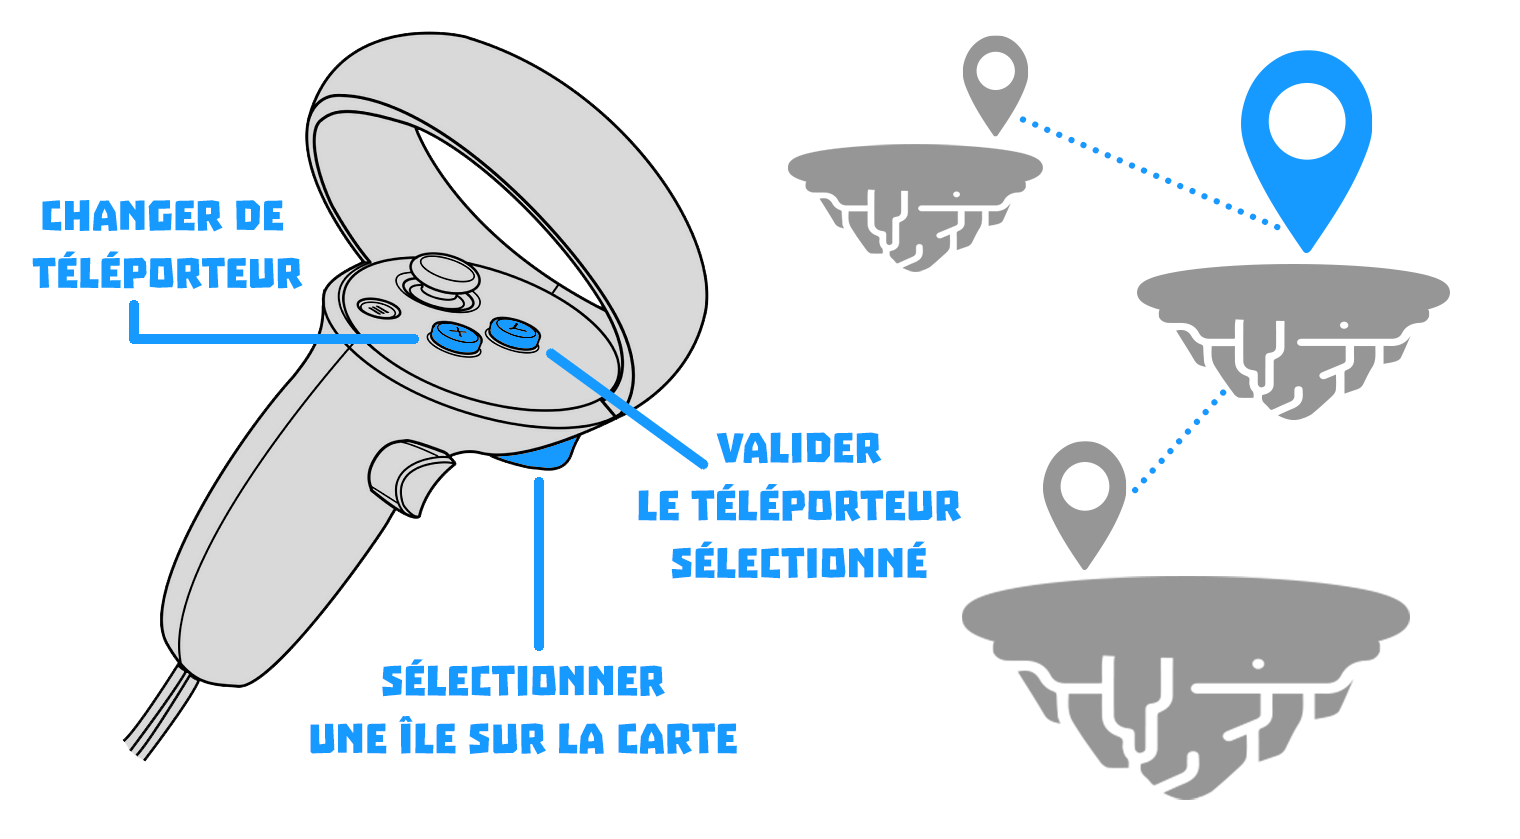 CHANGER DE
TÉLÉPORTEUR
X
Y
VALIDER
LE TÉLÉPORTEUR
SÉLECTIONNÉ
SÉLECTIONNER
UNE ÎLE SUR LA CARTE